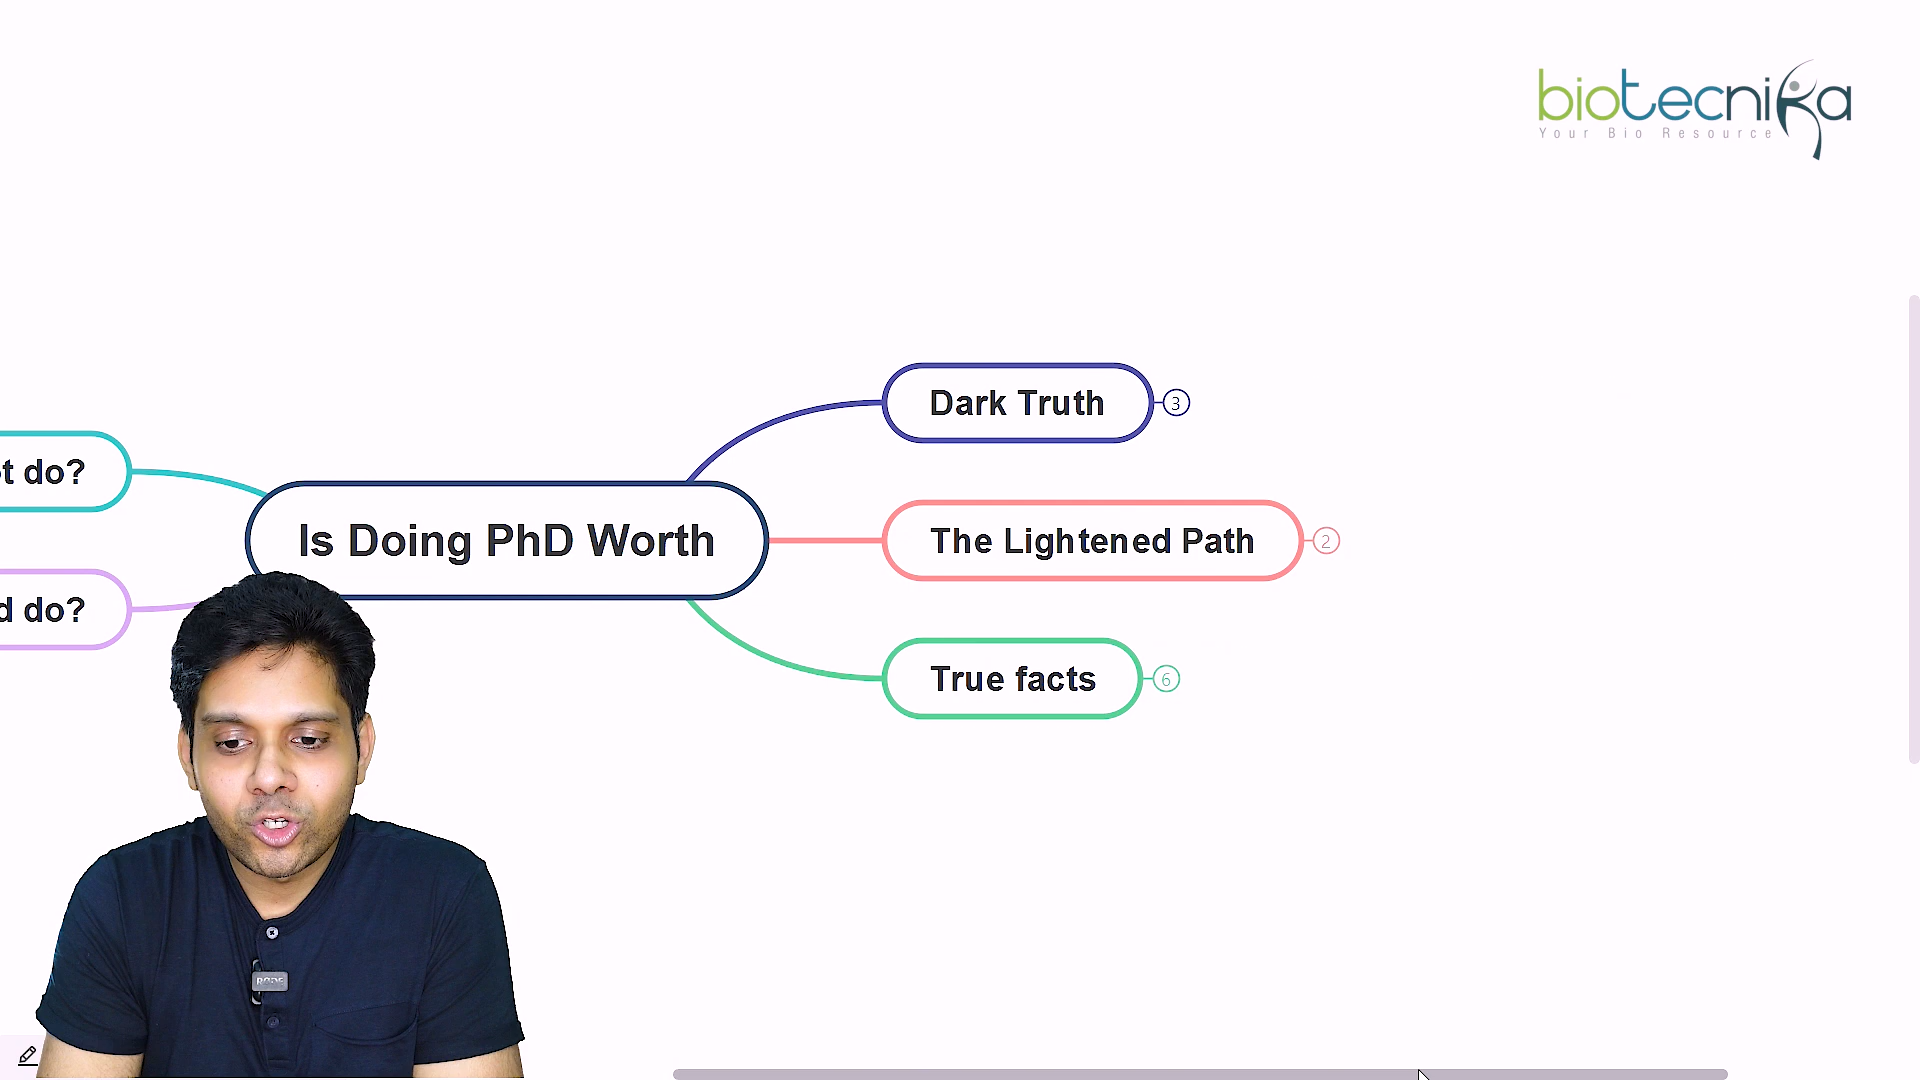 biotecnika
Your Bio Resource
Dark Truth
3
t do?
Is Doing PhD Worth
The Lightened Path
2
d do?
True facts
6
RØDE